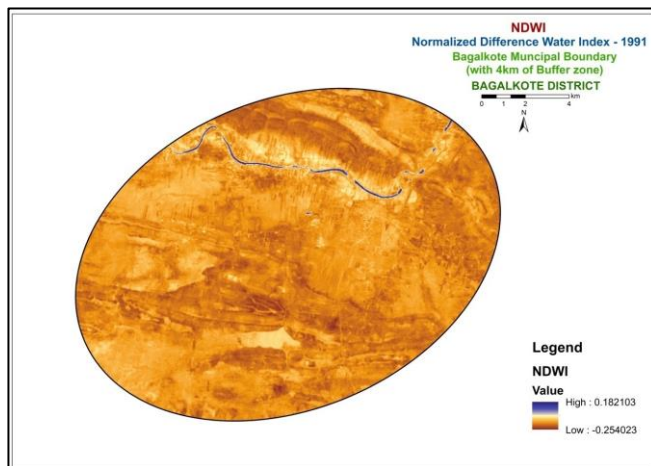 NDWI
Normalized Difference Water Index - 1991
Bagalkote Muncipal Boundary
(with 4km of Buffer zone)
BAGALKOTE DISTRICT
0 1 2 4
km
N
Legend
NDWI
Value
High : 0.182103
Low : -0.254023